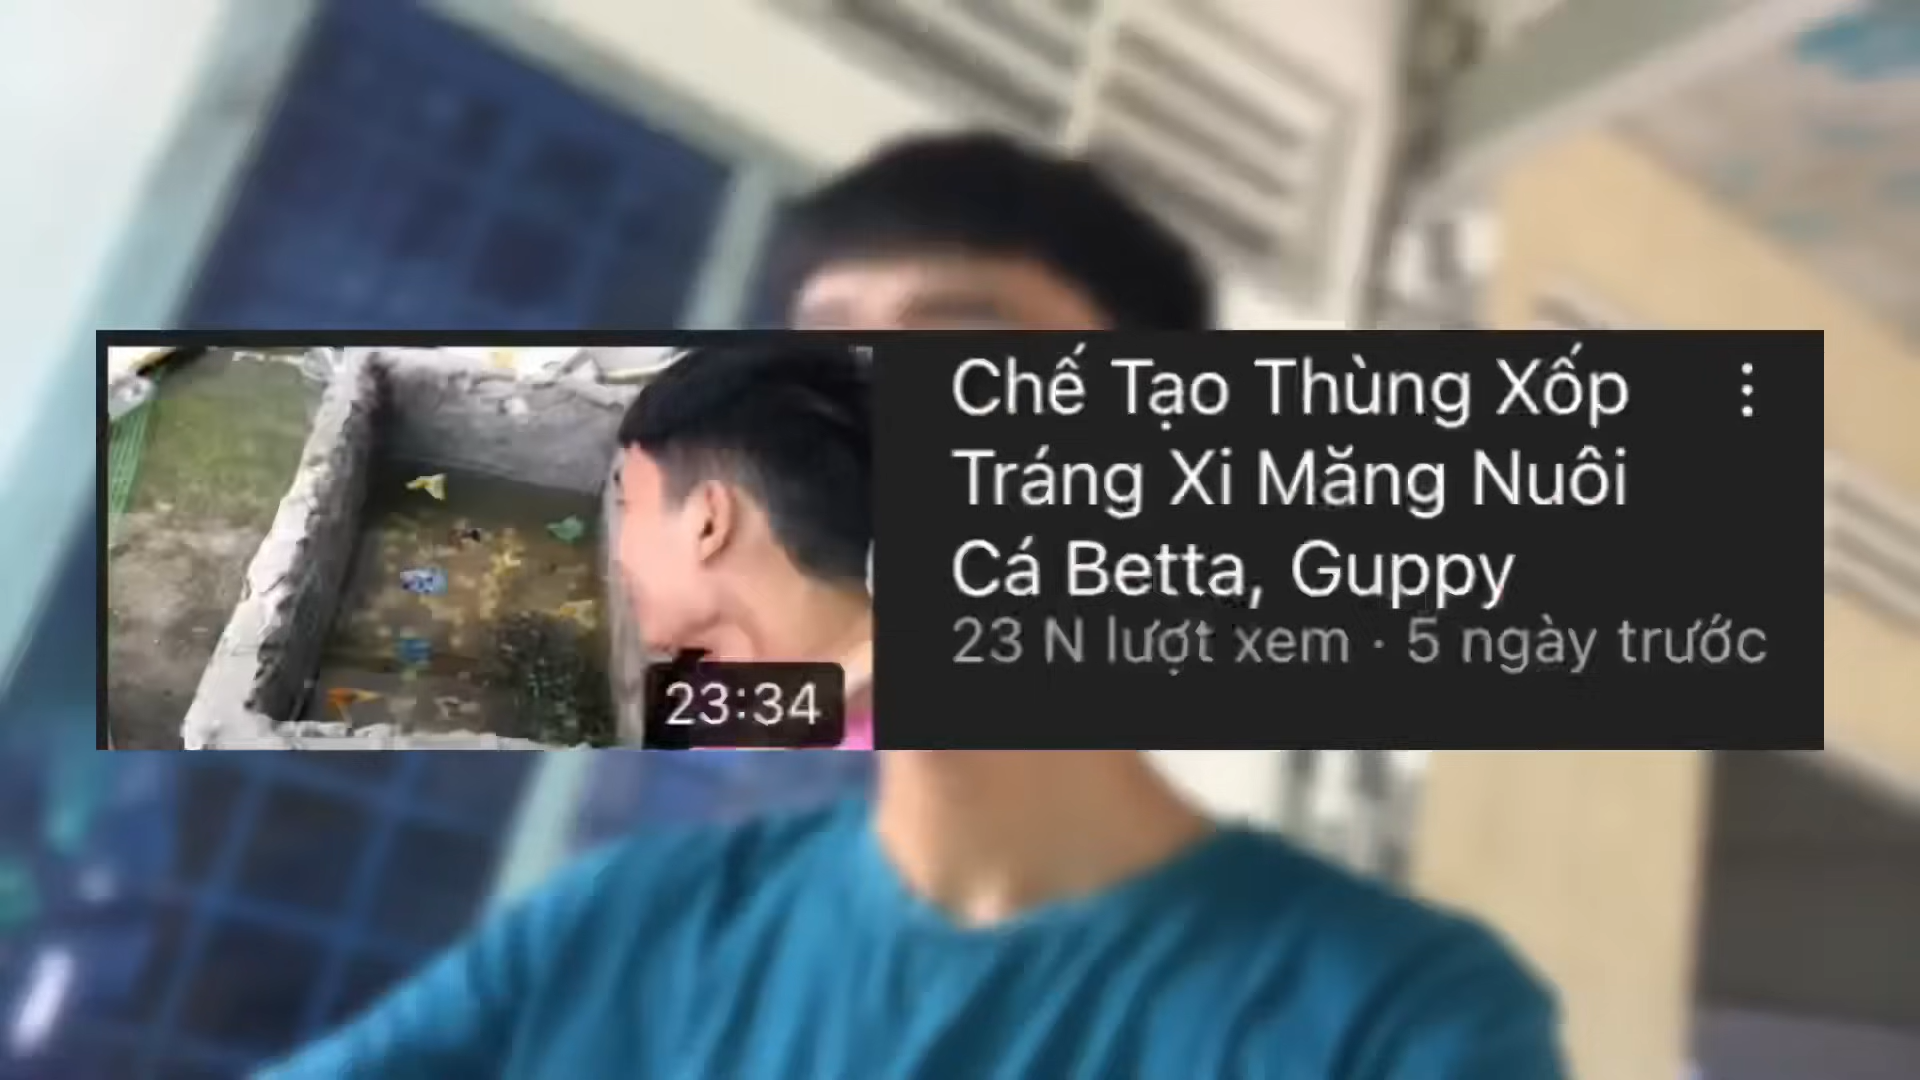 Chế Tạo Thùng Xốp
Tráng Xi Măng Nuôi
Cá Betta, Guppy
23 N lượt xem · 5 ngày trước
23:34